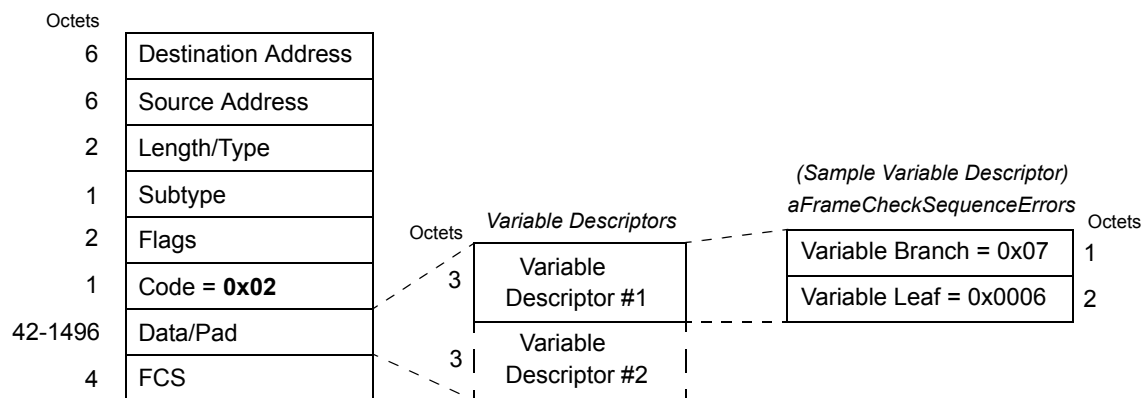 Octets
6 Destination Address
6 Source Address
2 Length/Type
1 Subtype
2 Flags
1 Code = 0x02
42-1496 Data/Pad
4 FCS
Octets
Variable Descriptors
3
Variable
Descriptor #1
3
Variable
Descriptor #2
(Sample Variable Descriptor)
aFrameCheckSequenceErrors
Octets
Variable Branch = 0x07 1
Variable Leaf = 0x0006 2